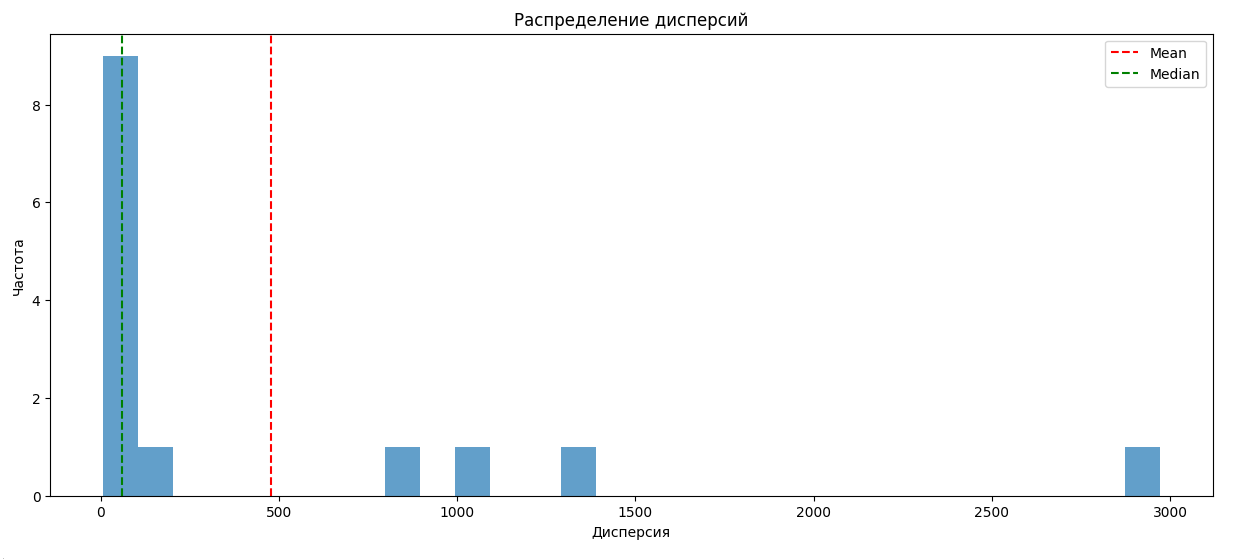 Распределение дисперсий
Mean
Median
Частота
8
6
4
2
0
0 500 1000 1500 2000 2500 3000
Дисперсия